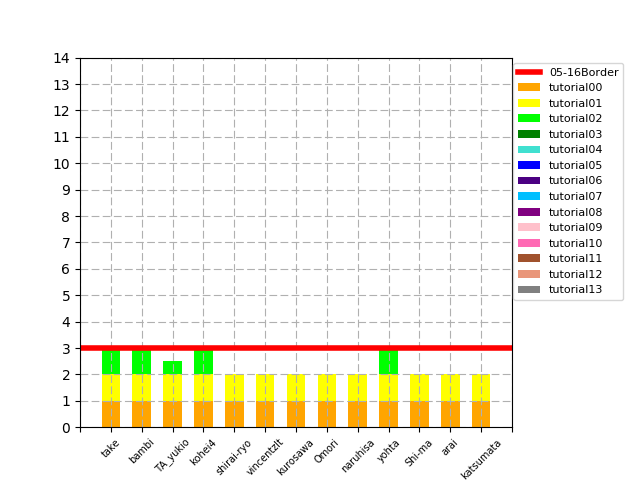 14
13
12
11
10
9
8
7
6
5
4
3
2
1
0
take
bambi
TA_yukio
kohei4
shirai-ryo
vincentzlt
kurosawa
Omori
naruhisa
yohta
Shi-ma
arai
katsumata
05-16Border
tutorial00
tutorial01
tutorial02
tutorial03
tutorial04
tutorial05
tutorial06
tutorial07
tutorial08
tutorial09
tutorial10
tutorial11
tutorial12
tutorial13